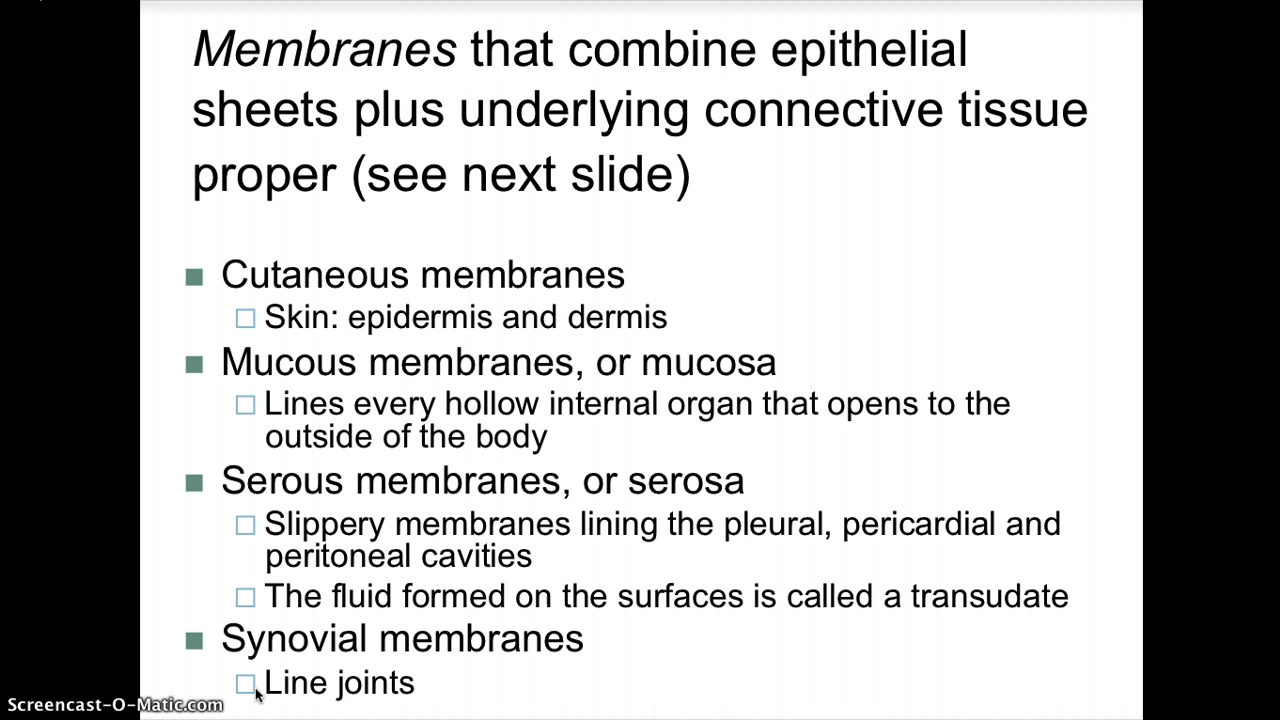 Membranes that combine epithelial
sheets plus underlying connective tissue
proper (see next slide)
Cutaneous membranes
Skin: epidermis and dermis
Mucous membranes, or mucosa
Lines every hollow internal organ that opens to the
outside of the body
Serous membranes, or serosa
Slippery membranes lining the pleural, pericardial and
peritoneal cavities
The fluid formed on the surfaces is called a transudate
Synovial membranes
Line joints
Screencast-O-Matic.com